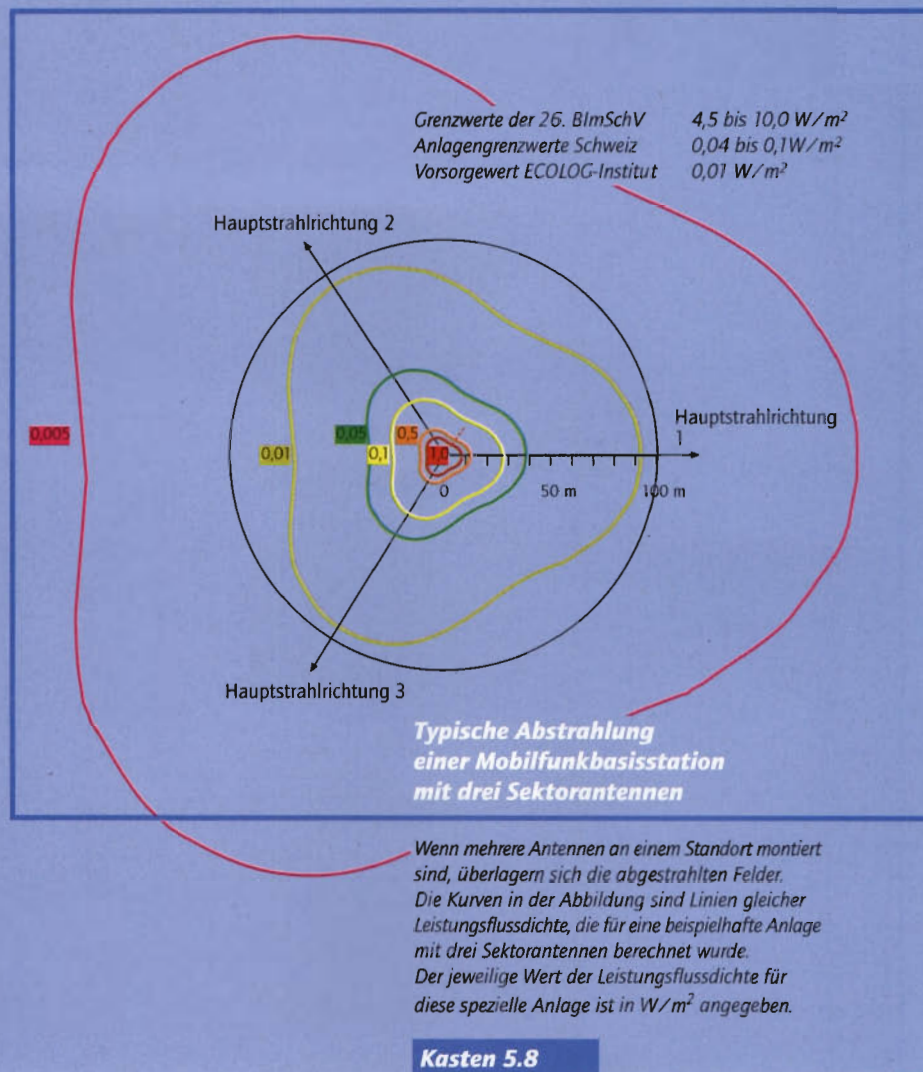 Grenzwerte der 26. BImSchV 4,5 bis 10,0 W/m²
Anlagengrenzwerte Schweiz 0,04 bis 0,1W/m²
Vorsorgewert ECOLOG-Institut 0,01 W/m²
Hauptstrahlrichtung 2
Hauptstrahlrichtung
1
0,005
0,01
0,05
0,1
0,5
1,0
0
50 m
100 m
Hauptstrahlrichtung 3
Typische Abstrahlung
einer Mobilfunkbasisstation
mit drei Sektorantennen
Wenn mehrere Antennen an einem Standort montiert
sind, überlagern sich die abgestrahlten Felder.
Die Kurven in der Abbildung sind Linien gleicher
Leistungsflussdichte, die für eine beispielhafte Anlage
mit drei Sektorantennen berechnet wurde.
Der jeweilige Wert der Leistungsflussdichte für
diese spezielle Anlage ist in W/m² angegeben.
Kasten 5.8